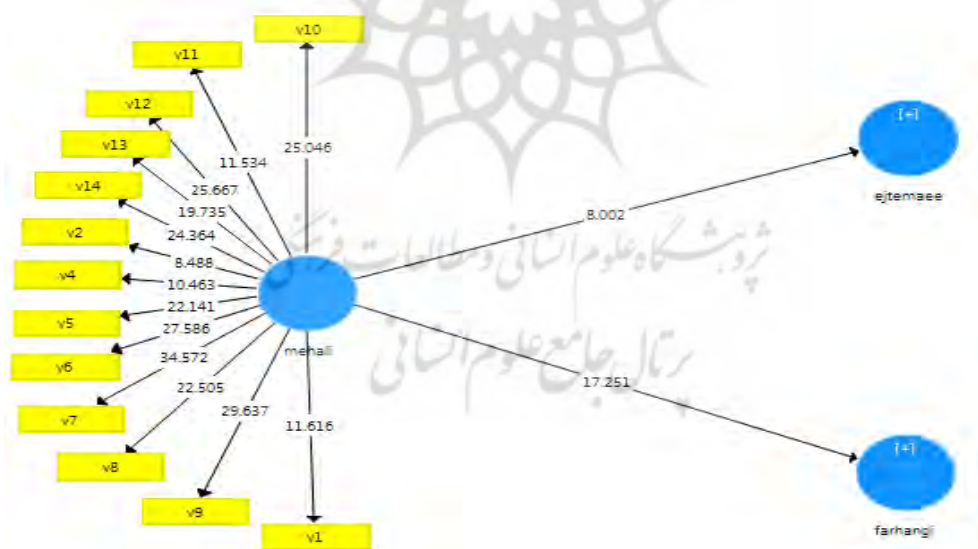 v10
v11
v12
v13
v14
v2
v4
v5
v6
v7
v8
v9
v1
25.046
11.534
25.667
19.735
24.364
8.488
10.463
22.141
27.586
34.572
22.505
29.637
11.616
mehali
8.002
17.251
[+]
ejtemaee
[+]
farhangi
پژوهشگاه علوم انسانی و مطالعات فرهنگی
پرتال جامع علوم انسانی